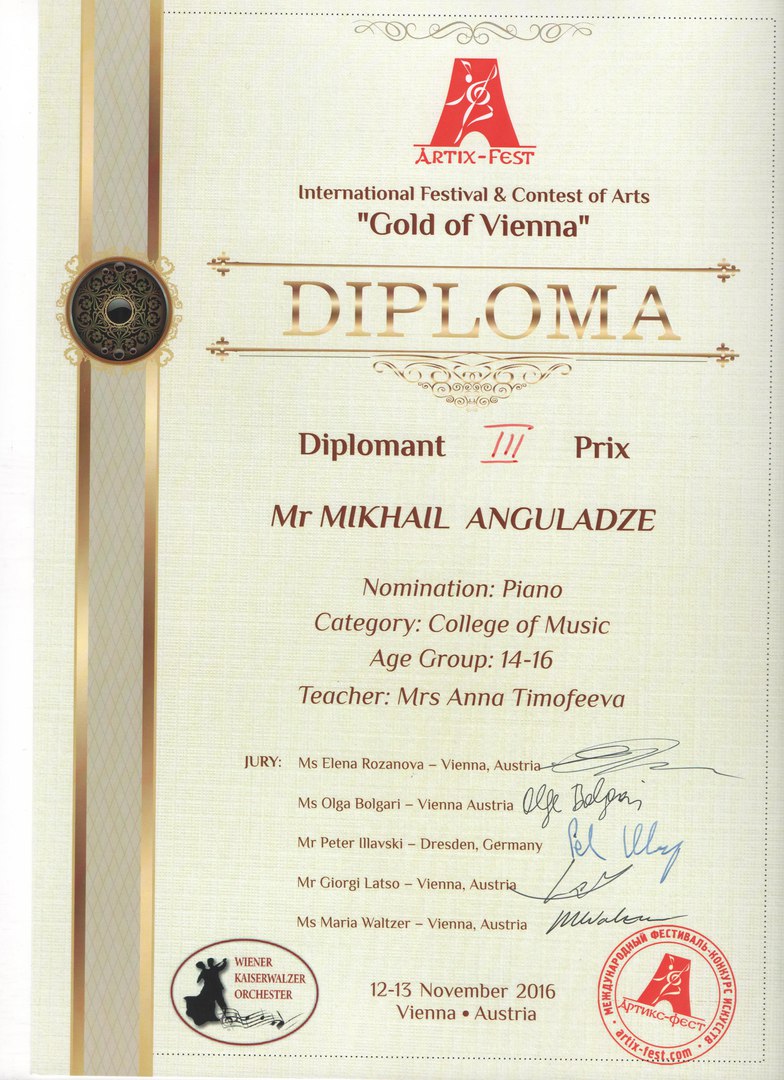 ARTIX-FEST
International Festival & Contest of Arts
"Gold of Vienna"
DIPLOMA
Diplomant III Prix
Mr MIKHAIL ANGULADZE
Nomination: Piano
Category: College of Music
Age Group: 14-16
Teacher: Mrs Anna Timofeeva
JURY: Ms Elena Rozanova – Vienna, Austria
Ms Olga Bolgari – Vienna Austria Olga Bolgari
Mr Peter Illavski – Dresden, Germany
Mr Giorgi Latso – Vienna, Austria
Ms Maria Waltzer – Vienna, Austria
WIENER
KAISERWALZER
ORCHESTER
12-13 November 2016
Vienna • Austria
МЕЖДУНАРОДНЫЙ ФЕСТИВАЛЬ-КОНКУРС ИСКУССТВ
АРТИКС-ФЕСТ
• artix-fest.com •